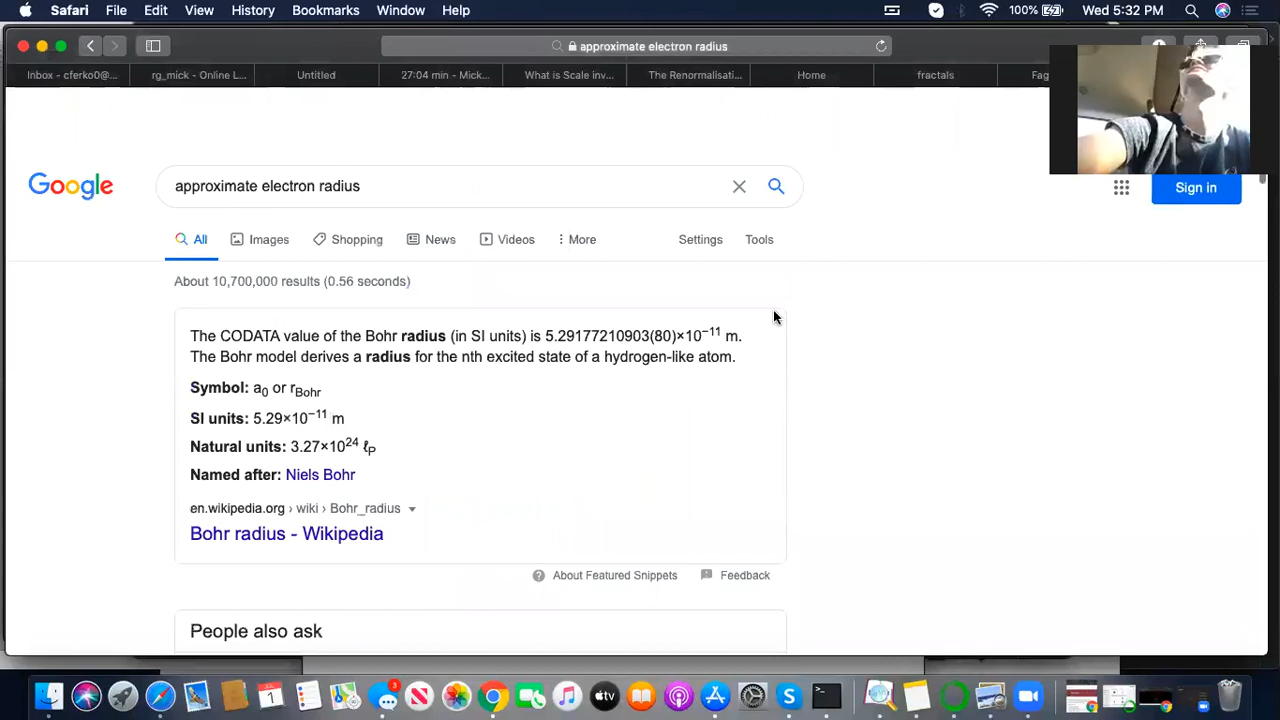 Safari File Edit View History Bookmarks Window Help 100% Wed 5:32 PM
approximate electron radius
Inbox - cferko0@... rg_mick - Online L... Untitled 27:04 min - Mick... What is Scale inv... The Renormalisati... Home fractals Fag
Google approximate electron radius Sign in
All Images Shopping News Videos More Settings Tools
About 10,700,000 results (0.56 seconds)
The CODATA value of the Bohr radius (in SI units) is 5.29177210903(80)×10⁻¹¹ m.
The Bohr model derives a radius for the nth excited state of a hydrogen-like atom.
Symbol: a₀ or r_Bohr
SI units: 5.29×10⁻¹¹ m
Natural units: 3.27×10²⁴ ℓ_P
Named after: Niels Bohr
en.wikipedia.org › wiki › Bohr_radius
Bohr radius - Wikipedia
About Featured Snippets Feedback
People also ask
3 1 tv